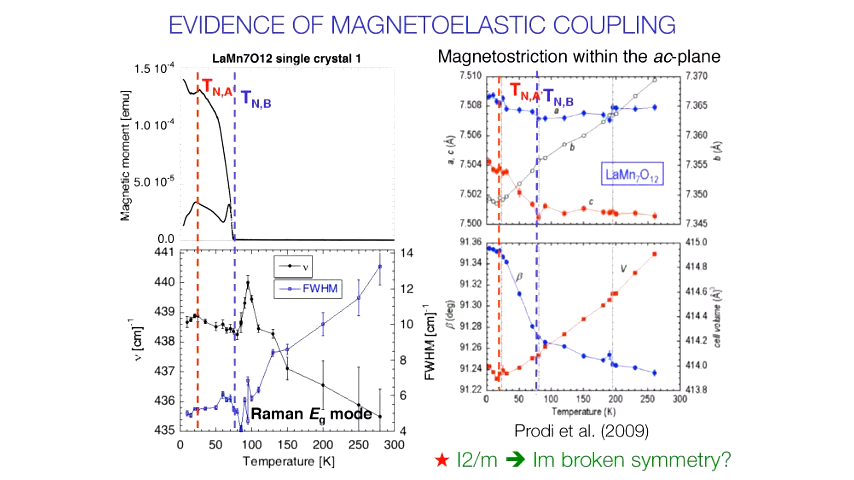 EVIDENCE OF MAGNETOELASTIC COUPLING
LaMn7O12 single crystal 1
1.5 10-4
1.0 10-4
5.0 10-5
0.0
Magnetic moment [emu]
TN,A
TN,B
441
440
439
438
437
436
435
ν [cm]-1
14
12
10
8
6
4
FWHM [cm]-1
ν
FWHM
Raman Eg mode
0 50 100 150 200 250 300
Temperature [K]
Magnetostriction within the ac-plane
7.510
7.508
7.506
7.504
7.502
7.500
a, c (Å)
7.370
7.365
7.360
7.355
7.350
7.345
b (Å)
TN,A
TN,B
a
b
c
LaMn7O12
91.36
91.34
91.31
91.28
91.26
91.24
91.22
β (deg)
415.0
414.8
414.6
414.4
414.2
414.0
413.8
cell volume (Å)
β
V
0 50 100 150 200 250 300
Temperature (K)
Prodi et al. (2009)
★ I2/m ➔ Im broken symmetry?